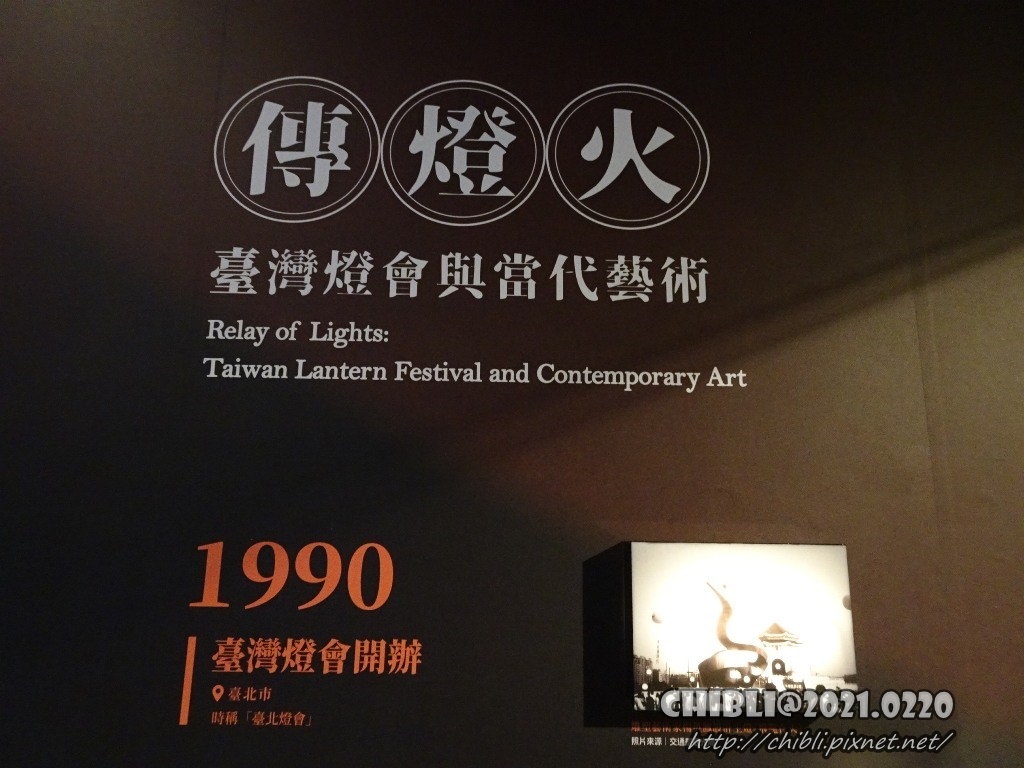 傳燈火
臺灣燈會與當代藝術
Relay of Lights:
Taiwan Lantern Festival and Contemporary Art
1990
臺灣燈會開辦
臺北市
時稱「臺北燈會」
照片來源｜交通
CHIBLI@2021.0220
http://chibli.pixnet.net/